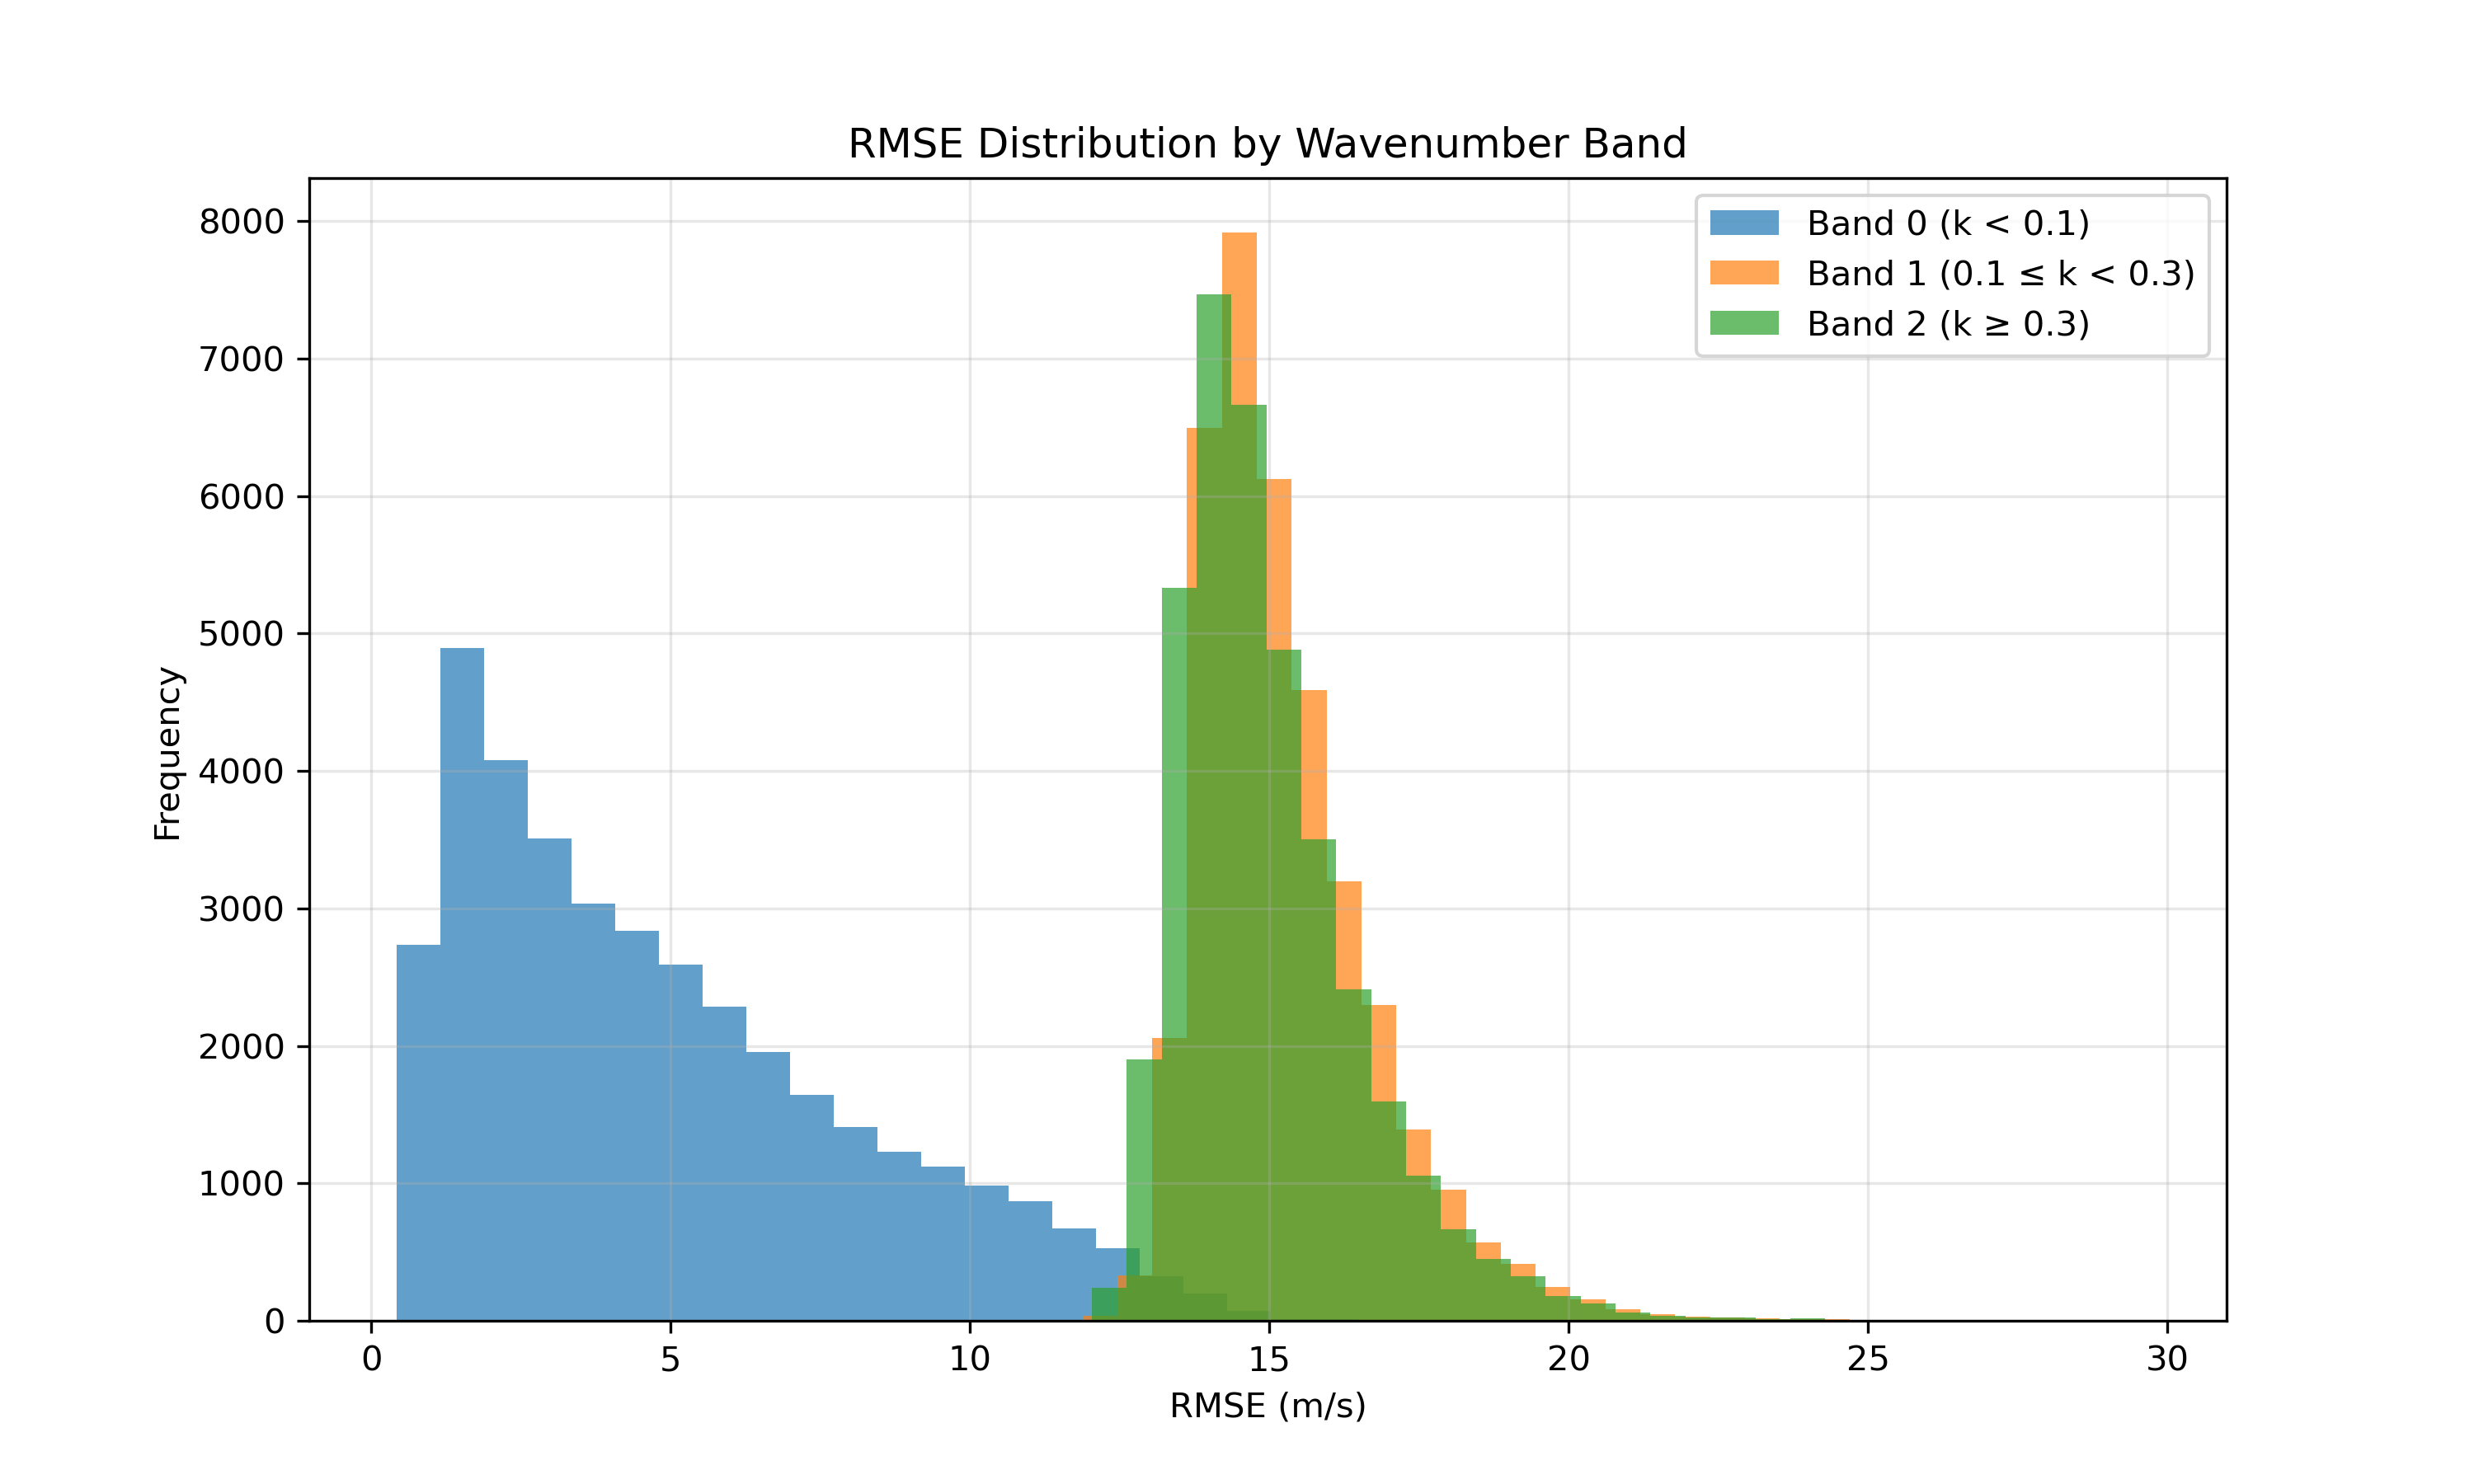 RMSE Distribution by Wavenumber Band
Band 0 (k < 0.1)
Band 1 (0.1 ≤ k < 0.3)
Band 2 (k ≥ 0.3)
Frequency
8000
7000
6000
5000
4000
3000
2000
1000
0
0 5 10 15 20 25 30
RMSE (m/s)